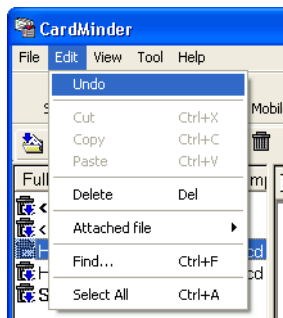 CardMinder
File Edit View Tool Help
Undo
Mobil
Cut Ctrl+X
Copy Ctrl+C
Paste Ctrl+V
Full
Delete Del
Attached file
Find... Ctrl+F
Select All Ctrl+A